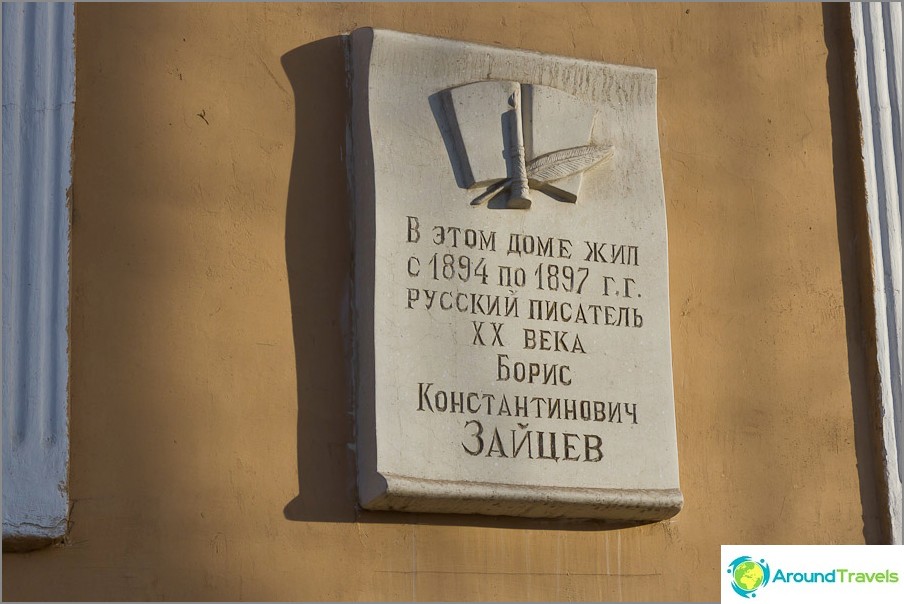 В этом доме жил
с 1894 по 1897 г.г.
русский писатель
XX века
Борис
Константинович
ЗАЙЦЕВ
AroundTravels